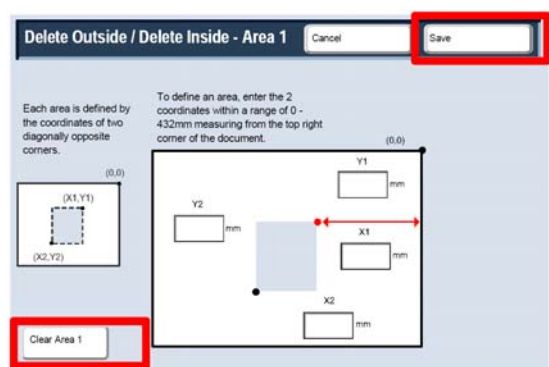 Delete Outside / Delete Inside - Area 1
Cancel
Save
Each area is defined by
the coordinates of two
diagonally opposite
corners.
To define an area, enter the 2
coordinates within a range of 0 -
432mm measuring from the top right
corner of the document.
(0,0)
(X1,Y1)
(X2,Y2)
(0,0)
Y1
mm
Y2
mm
X1
mm
X2
mm
Clear Area 1